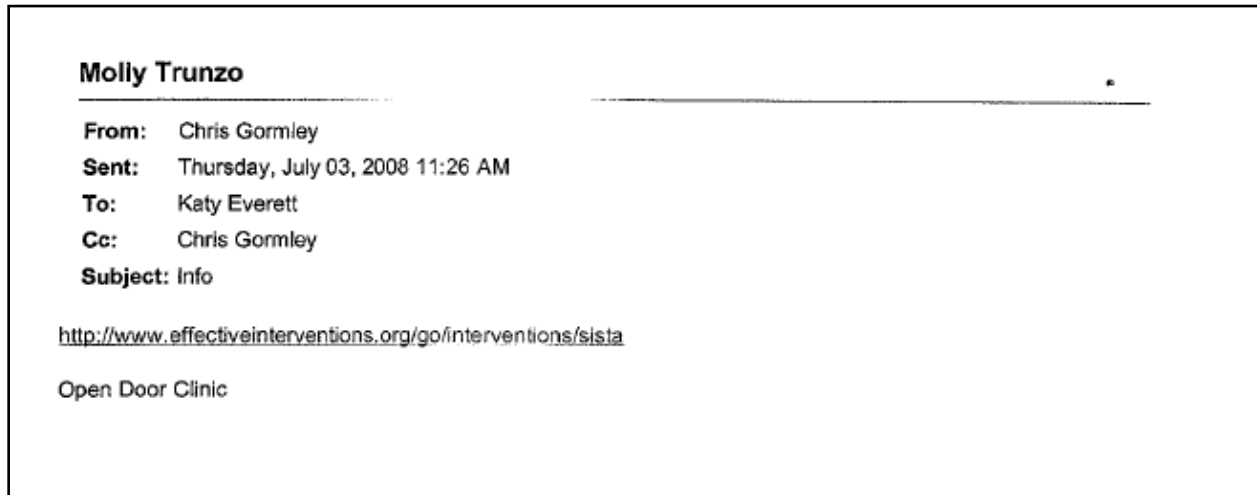 Molly Trunzo
From: Chris Gormley
Sent: Thursday, July 03, 2008 11:26 AM
To: Katy Everett
Cc: Chris Gormley
Subject: Info
http://www.effectiveinterventions.org/go/interventions/sista
Open Door Clinic